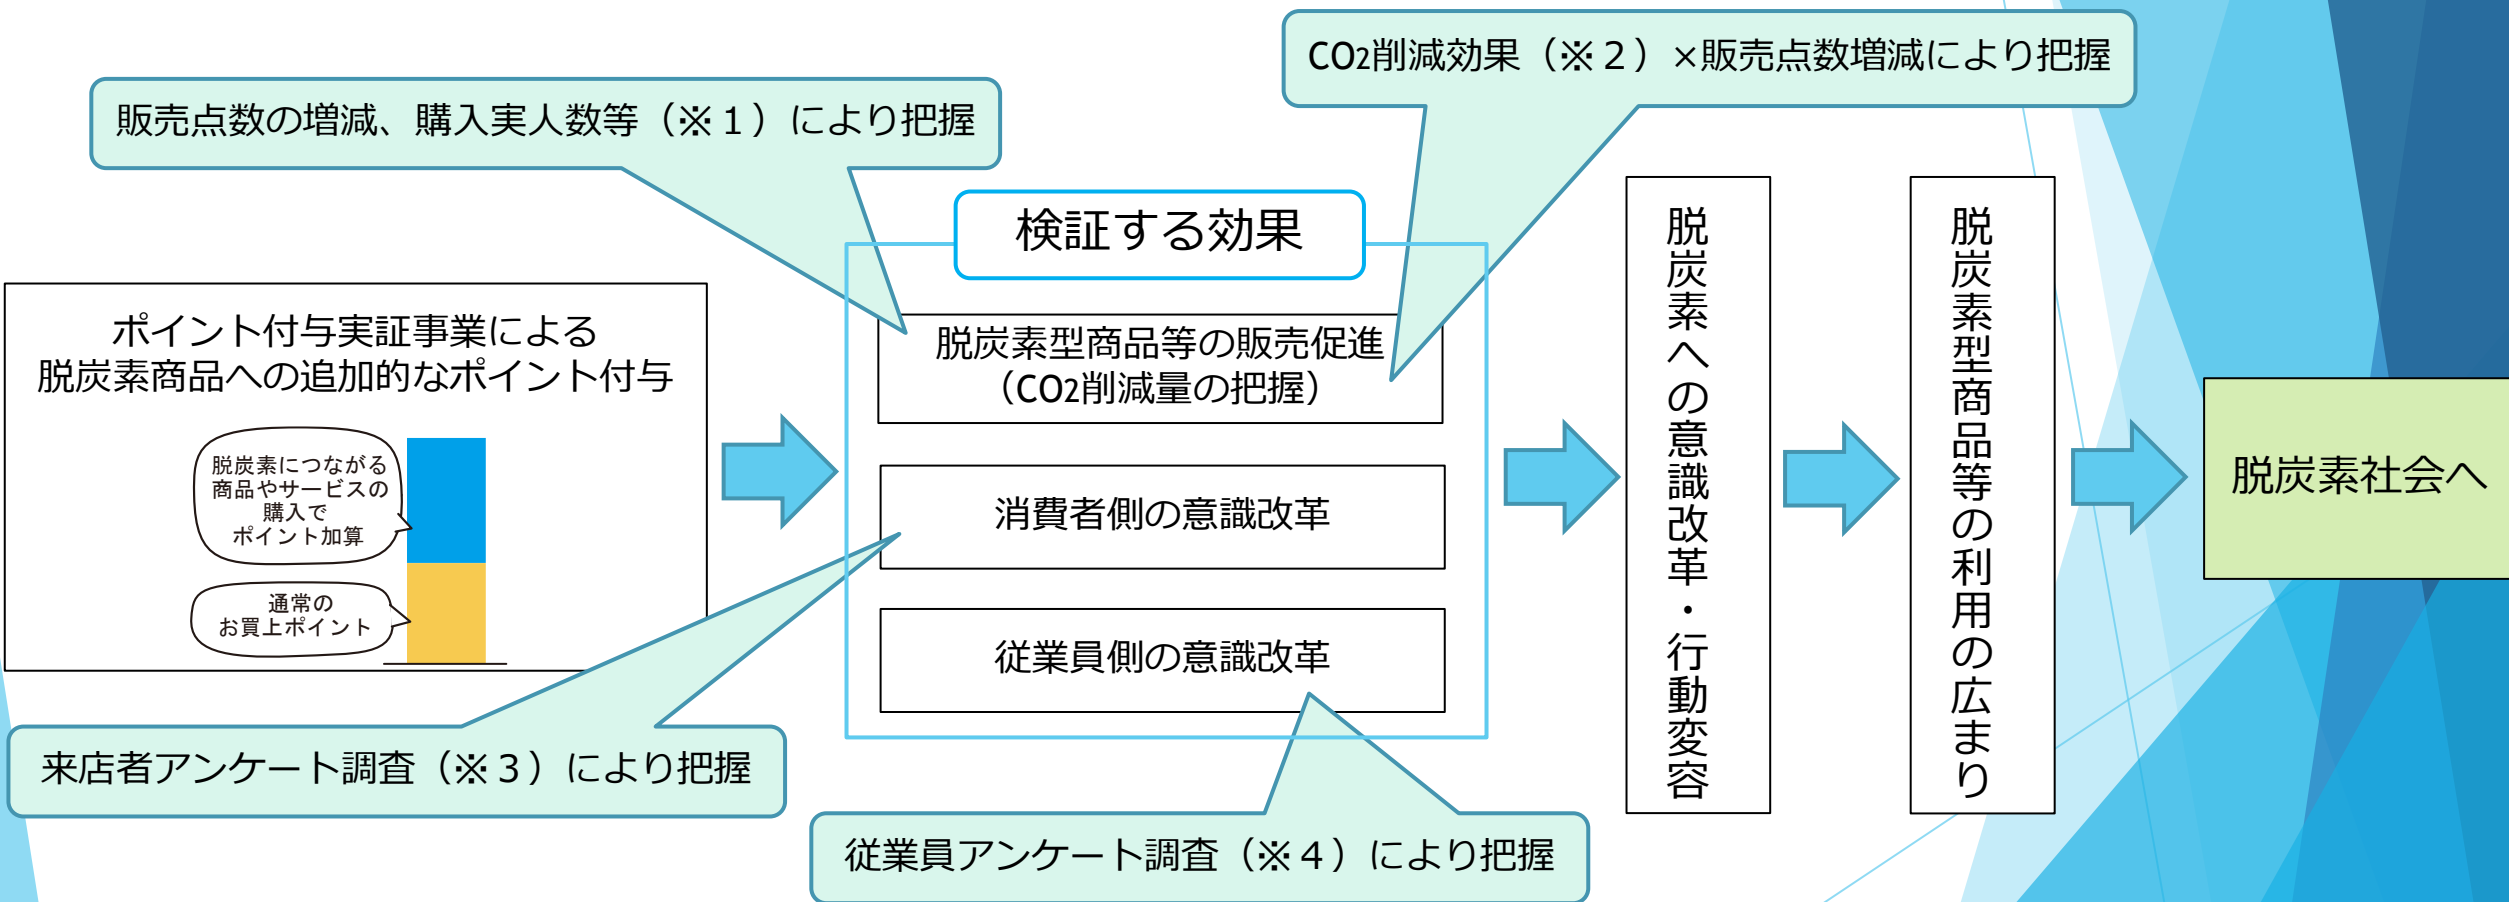 CO2削減効果（※２）×販売点数増減により把握
販売点数の増減、購入実人数等（※１）により把握
検証する効果
ポイント付与実証事業による
脱炭素商品への追加的なポイント付与
脱炭素につながる
商品やサービスの
購入で
ポイント加算
通常の
お買上ポイント
脱炭素型商品等の販売促進
（CO2削減量の把握）
消費者側の意識改革
従業員側の意識改革
来店者アンケート調査（※３）により把握
従業員アンケート調査（※４）により把握
脱炭素への意識改革・行動変容
脱炭素型商品等の利用の広まり
脱炭素社会へ